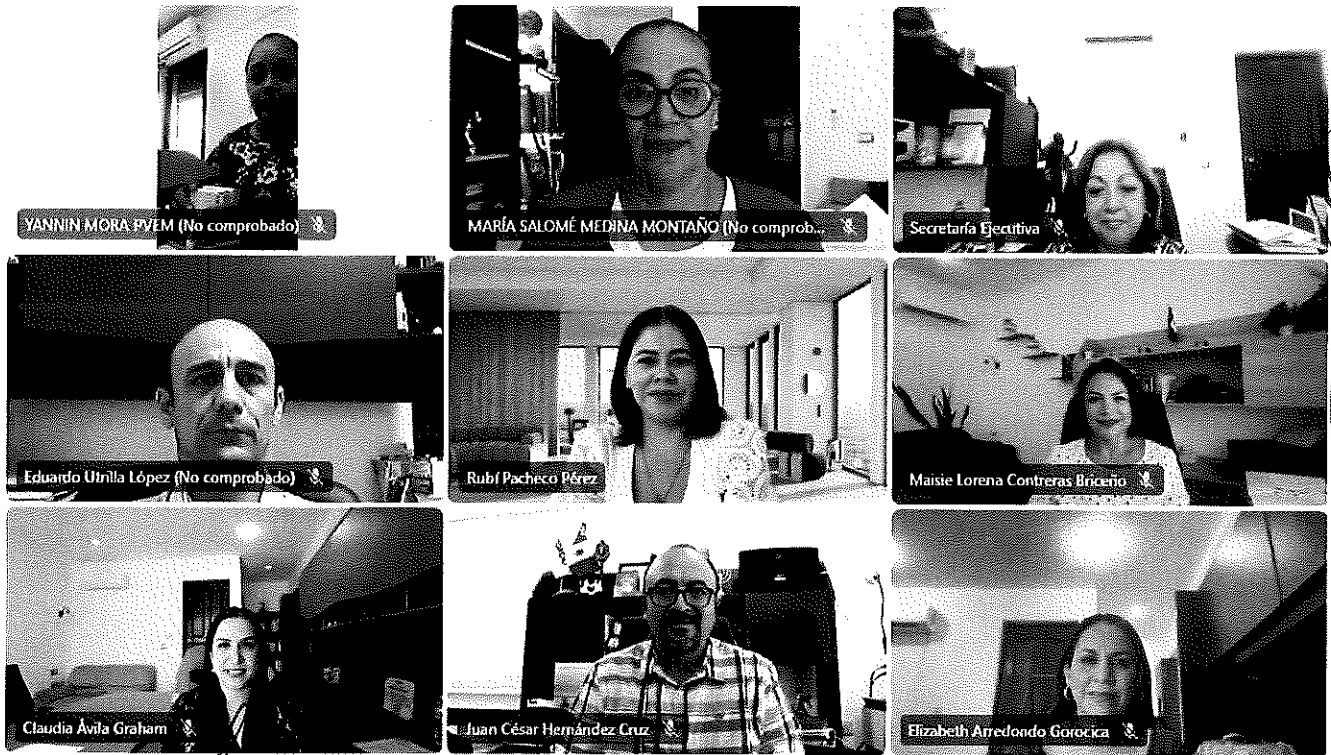 YANNIN MORA PVEM (No comprobado)
MARÍA SALOMÉ MEDINA MONTAÑO (No comprob...
Secretaría Ejecutiva
Eduardo Utrilla López (No comprobado)
Rubí Pacheco Pérez
Maisie Lorena Contreras Briceño
Claudia Ávila Graham
Juan César Hernández Cruz
Elizabeth Arredondo Gorocica